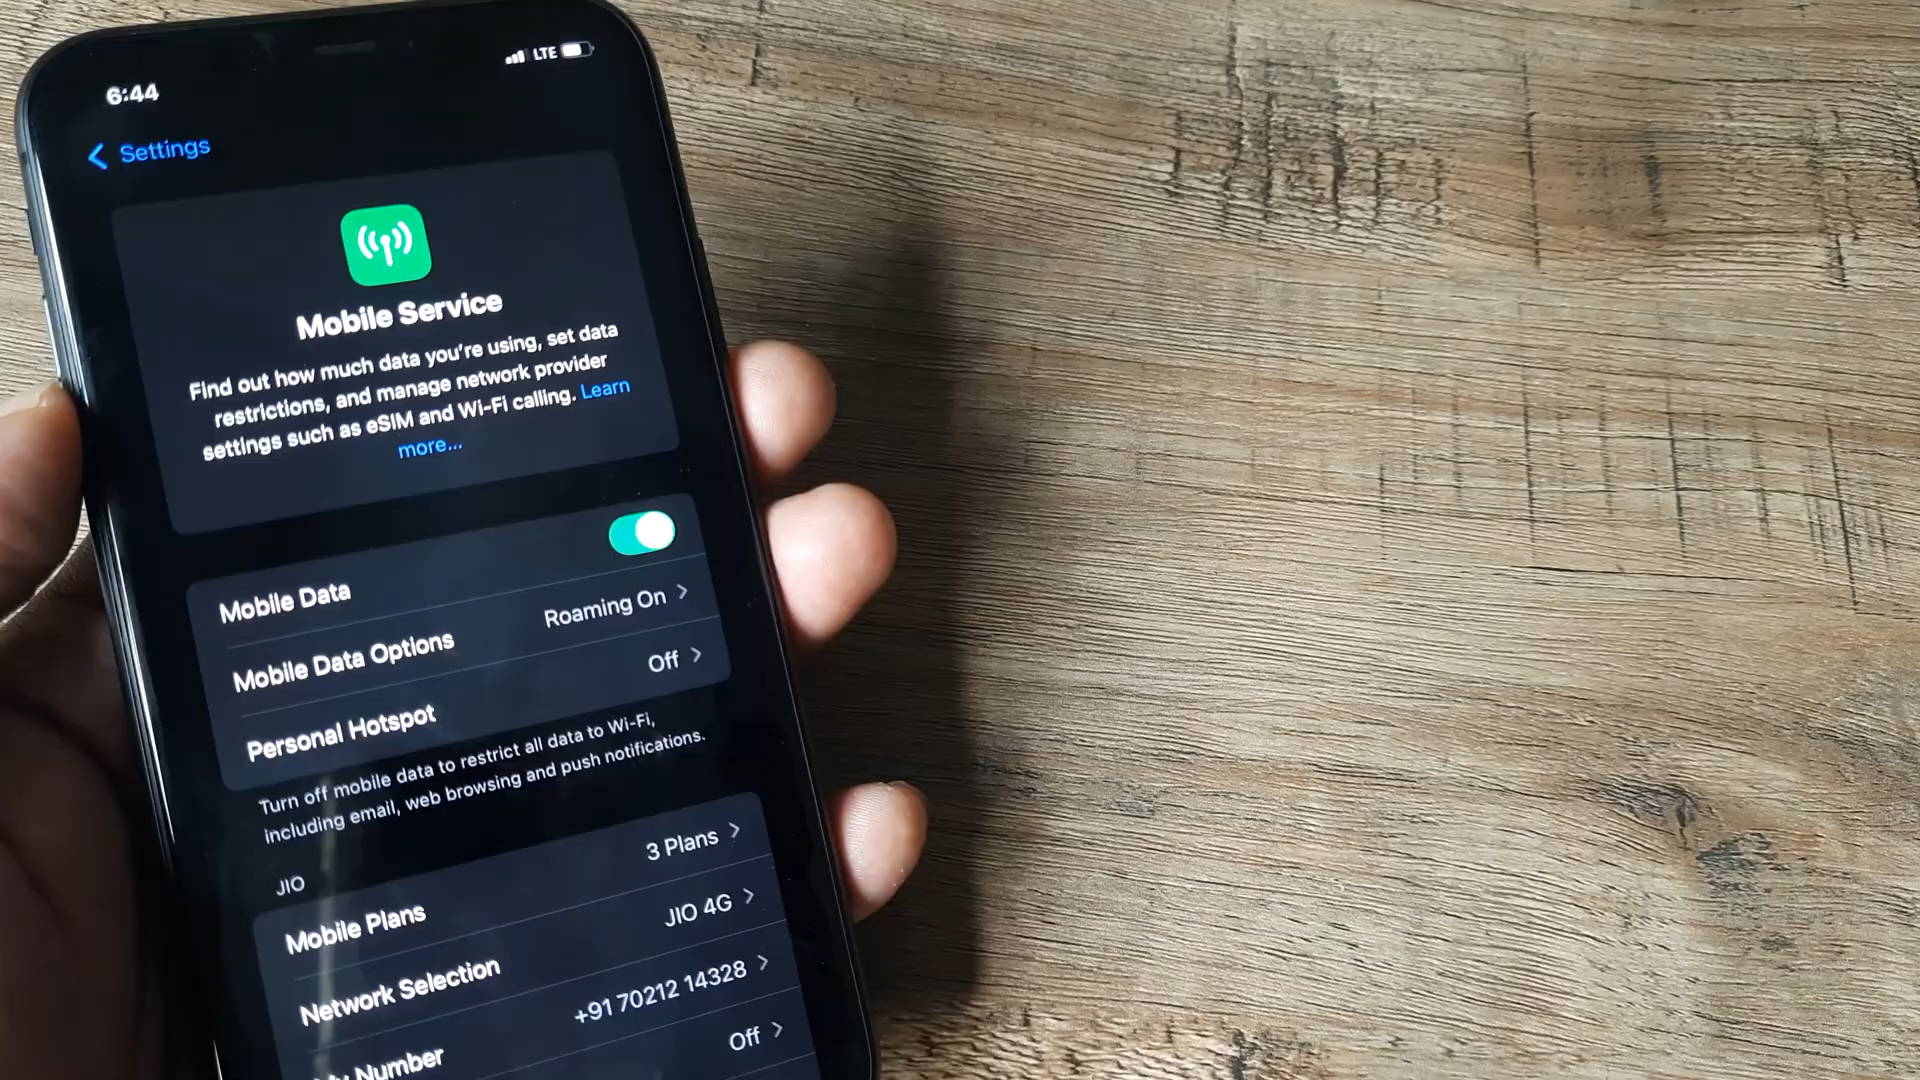 6:44
LTE
Settings
Mobile Service
Find out how much data you're using, set data
restrictions, and manage network provider
settings such as eSIM and Wi-Fi calling. Learn
more...
Mobile Data
Mobile Data Options Roaming On
Personal Hotspot Off
Turn off mobile data to restrict all data to Wi-Fi,
including email, web browsing and push notifications.
JIO
Mobile Plans 3 Plans
Network Selection JIO 4G
My Number +91 70212 14328
Off